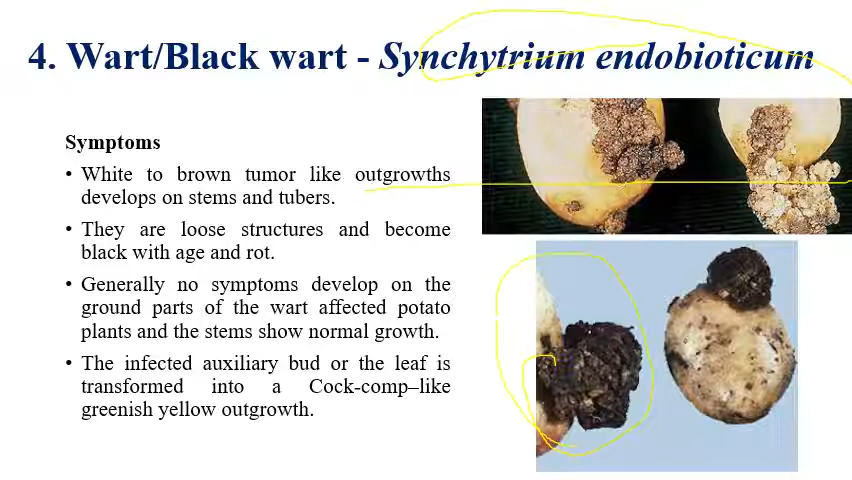 4. Wart/Black wart - Synchytrium endobioticum
Symptoms
• White to brown tumor like outgrowths
develops on stems and tubers.
• They are loose structures and become
black with age and rot.
• Generally no symptoms develop on the
ground parts of the wart affected potato
plants and the stems show normal growth.
• The infected auxiliary bud or the leaf is
transformed into a Cock-comp–like
greenish yellow outgrowth.